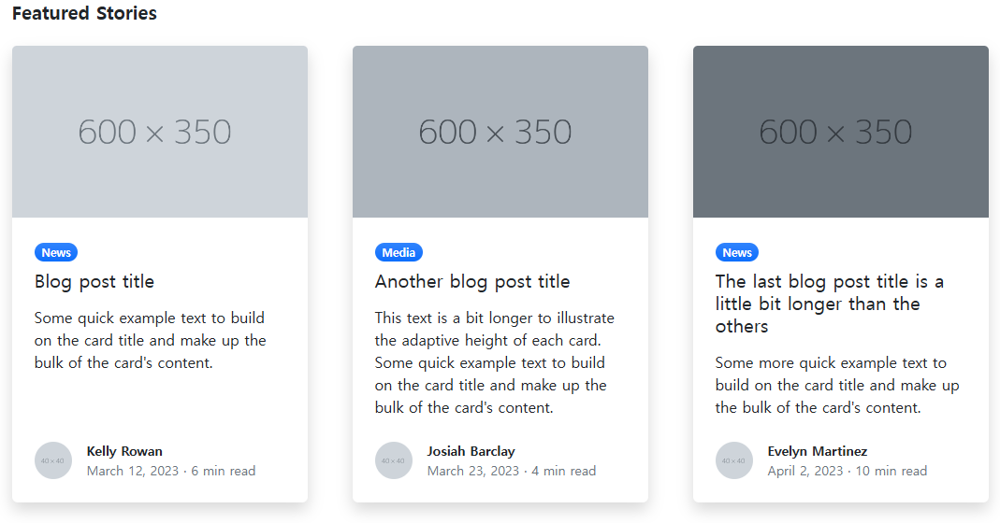 Featured Stories
600 × 350
600 × 350
600 × 350
News
Blog post title
Some quick example text to build
on the card title and make up the
bulk of the card's content.
40 × 40
Kelly Rowan
March 12, 2023 · 6 min read
Media
Another blog post title
This text is a bit longer to illustrate
the adaptive height of each card.
Some quick example text to build
on the card title and make up the
bulk of the card's content.
40 × 40
Josiah Barclay
March 23, 2023 · 4 min read
News
The last blog post title is a
little bit longer than the
others
Some more quick example text to
build on the card title and make up
the bulk of the card's content.
40 × 40
Evelyn Martinez
April 2, 2023 · 10 min read